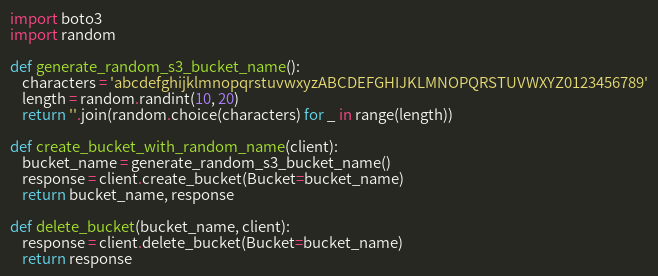 import boto3
import random
def generate_random_s3_bucket_name():
characters = 'abcdefghijklmnopqrstuvwxyzABCDEFGHIJKLMNOPQRSTUVWXYZ0123456789'
length = random.randint(10, 20)
return ''.join(random.choice(characters) for _ in range(length))
def create_bucket_with_random_name(client):
bucket_name = generate_random_s3_bucket_name()
response = client.create_bucket(Bucket=bucket_name)
return bucket_name, response
def delete_bucket(bucket_name, client):
response = client.delete_bucket(Bucket=bucket_name)
return response